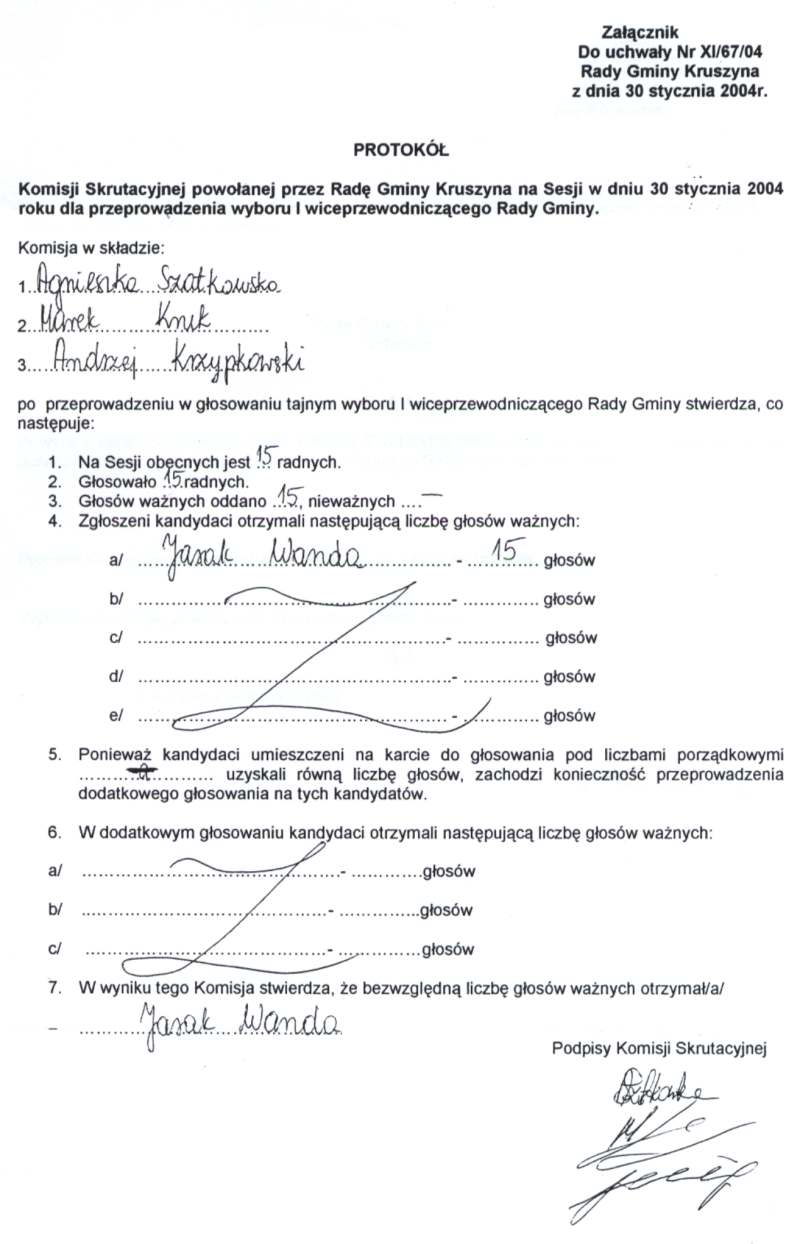 Załącznik
Do uchwały Nr XI/67/04
Rady Gminy Kruszyna
z dnia 30 stycznia 2004r.
PROTOKÓŁ
Komisji Skrutacyjnej powołanej przez Radę Gminy Kruszyna na Sesji w dniu 30 stycznia 2004
roku dla przeprowadzenia wyboru I wiceprzewodniczącego Rady Gminy.
Komisja w składzie:
1..Agnieszka...Szatkowska
2..Marek.........Knuk..........
3.....Andrzej......Krzypkowski
po przeprowadzeniu w głosowaniu tajnym wyboru I wiceprzewodniczącego Rady Gminy stwierdza, co
następuje:
1. Na Sesji obecnych jest 15 radnych.
2. Głosowało 15 radnych.
3. Głosów ważnych oddano ..15, nieważnych ....—
4. Zgłoszeni kandydaci otrzymali następującą liczbę głosów ważnych:
a/ .....Jasak.....Wanda................ - ....15.... głosów
b/ ....................................................- .............. głosów
c/ ....................................................- .............. głosów
d/ ....................................................- .............. głosów
e/ .................................................... - .............. głosów
5. Ponieważ kandydaci umieszczeni na karcie do głosowania pod liczbami porządkowymi
......................... uzyskali równą liczbę głosów, zachodzi konieczność przeprowadzenia
dodatkowego głosowania na tych kandydatów.
6. W dodatkowym głosowaniu kandydaci otrzymali następującą liczbę głosów ważnych:
a/ ................................................- ...............głosów
b/ ..............................................- ...............głosów
c/ .............................................- ...............głosów
7. W wyniku tego Komisja stwierdza, że bezwzględną liczbę głosów ważnych otrzymał/a/
– ............Jasak....Wanda
Podpisy Komisji Skrutacyjnej